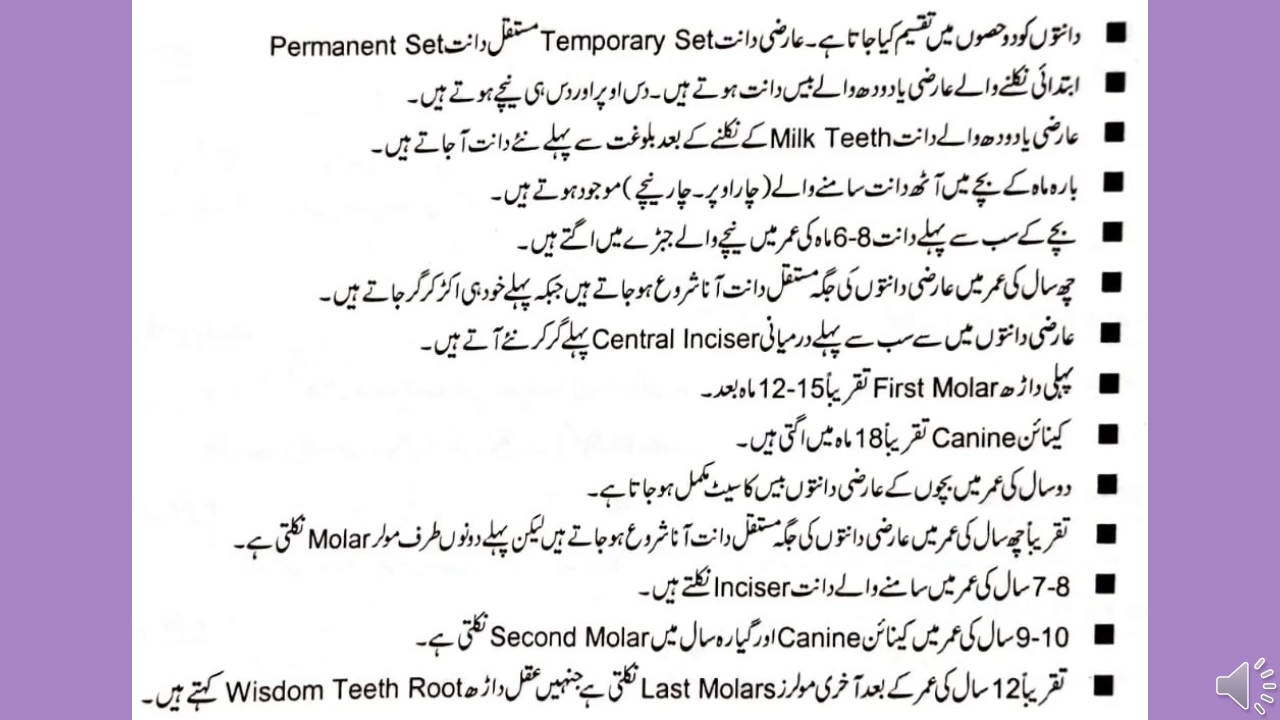 ■ دانتوں کو دو حصوں میں تقسیم کیا جاتا ہے۔ عارضی دانت Temporary Set مستقل دانت Permanent Set
■ ابتدائی نکلنے والے عارضی یا دودھ والے بیس دانت ہوتے ہیں۔ دس اوپر اور دس ہی نیچے ہوتے ہیں۔
■ عارضی یا دودھ والے دانت Milk Teeth کے نکلنے کے بعد بلوغت سے پہلے نئے دانت آ جاتے ہیں۔
■ بارہ ماہ کے بچے میں آٹھ دانت سامنے والے (چار اوپر۔ چار نیچے) موجود ہوتے ہیں۔
■ بچے کے سب سے پہلے دانت 6-8 ماہ کی عمر میں نیچے والے جبڑے میں اگتے ہیں۔
■ چھ سال کی عمر میں عارضی دانتوں کی جگہ مستقل دانت آنا شروع ہو جاتے ہیں جبکہ پہلے خود ہی اکڑ کر گر جاتے ہیں۔
■ عارضی دانتوں میں سے سب سے پہلے درمیانی Central Inciser پہلے گر کر نئے آتے ہیں۔
■ پہلی داڑھ First Molar تقریباً 12-15 ماہ بعد۔
■ کینائن Canine تقریباً 18 ماہ میں اگتی ہیں۔
■ دو سال کی عمر میں بچوں کے عارضی دانتوں بیس کا سیٹ مکمل ہو جاتا ہے۔
■ تقریباً چھ سال کی عمر میں عارضی دانتوں کی جگہ مستقل دانت آنا شروع ہو جاتے ہیں لیکن پہلے دونوں طرف مولر Molar نکلتی ہے۔
■ 7-8 سال کی عمر میں سامنے والے دانت Inciser نکلتے ہیں۔
■ 9-10 سال کی عمر میں کینائن Canine اور گیارہ سال میں Second Molar نکلتی ہے۔
■ تقریباً 12 سال کی عمر کے بعد آخری مولرز Last Molars نکلتی ہے جنہیں عقل داڑھ Wisdom Teeth Root کہتے ہیں۔